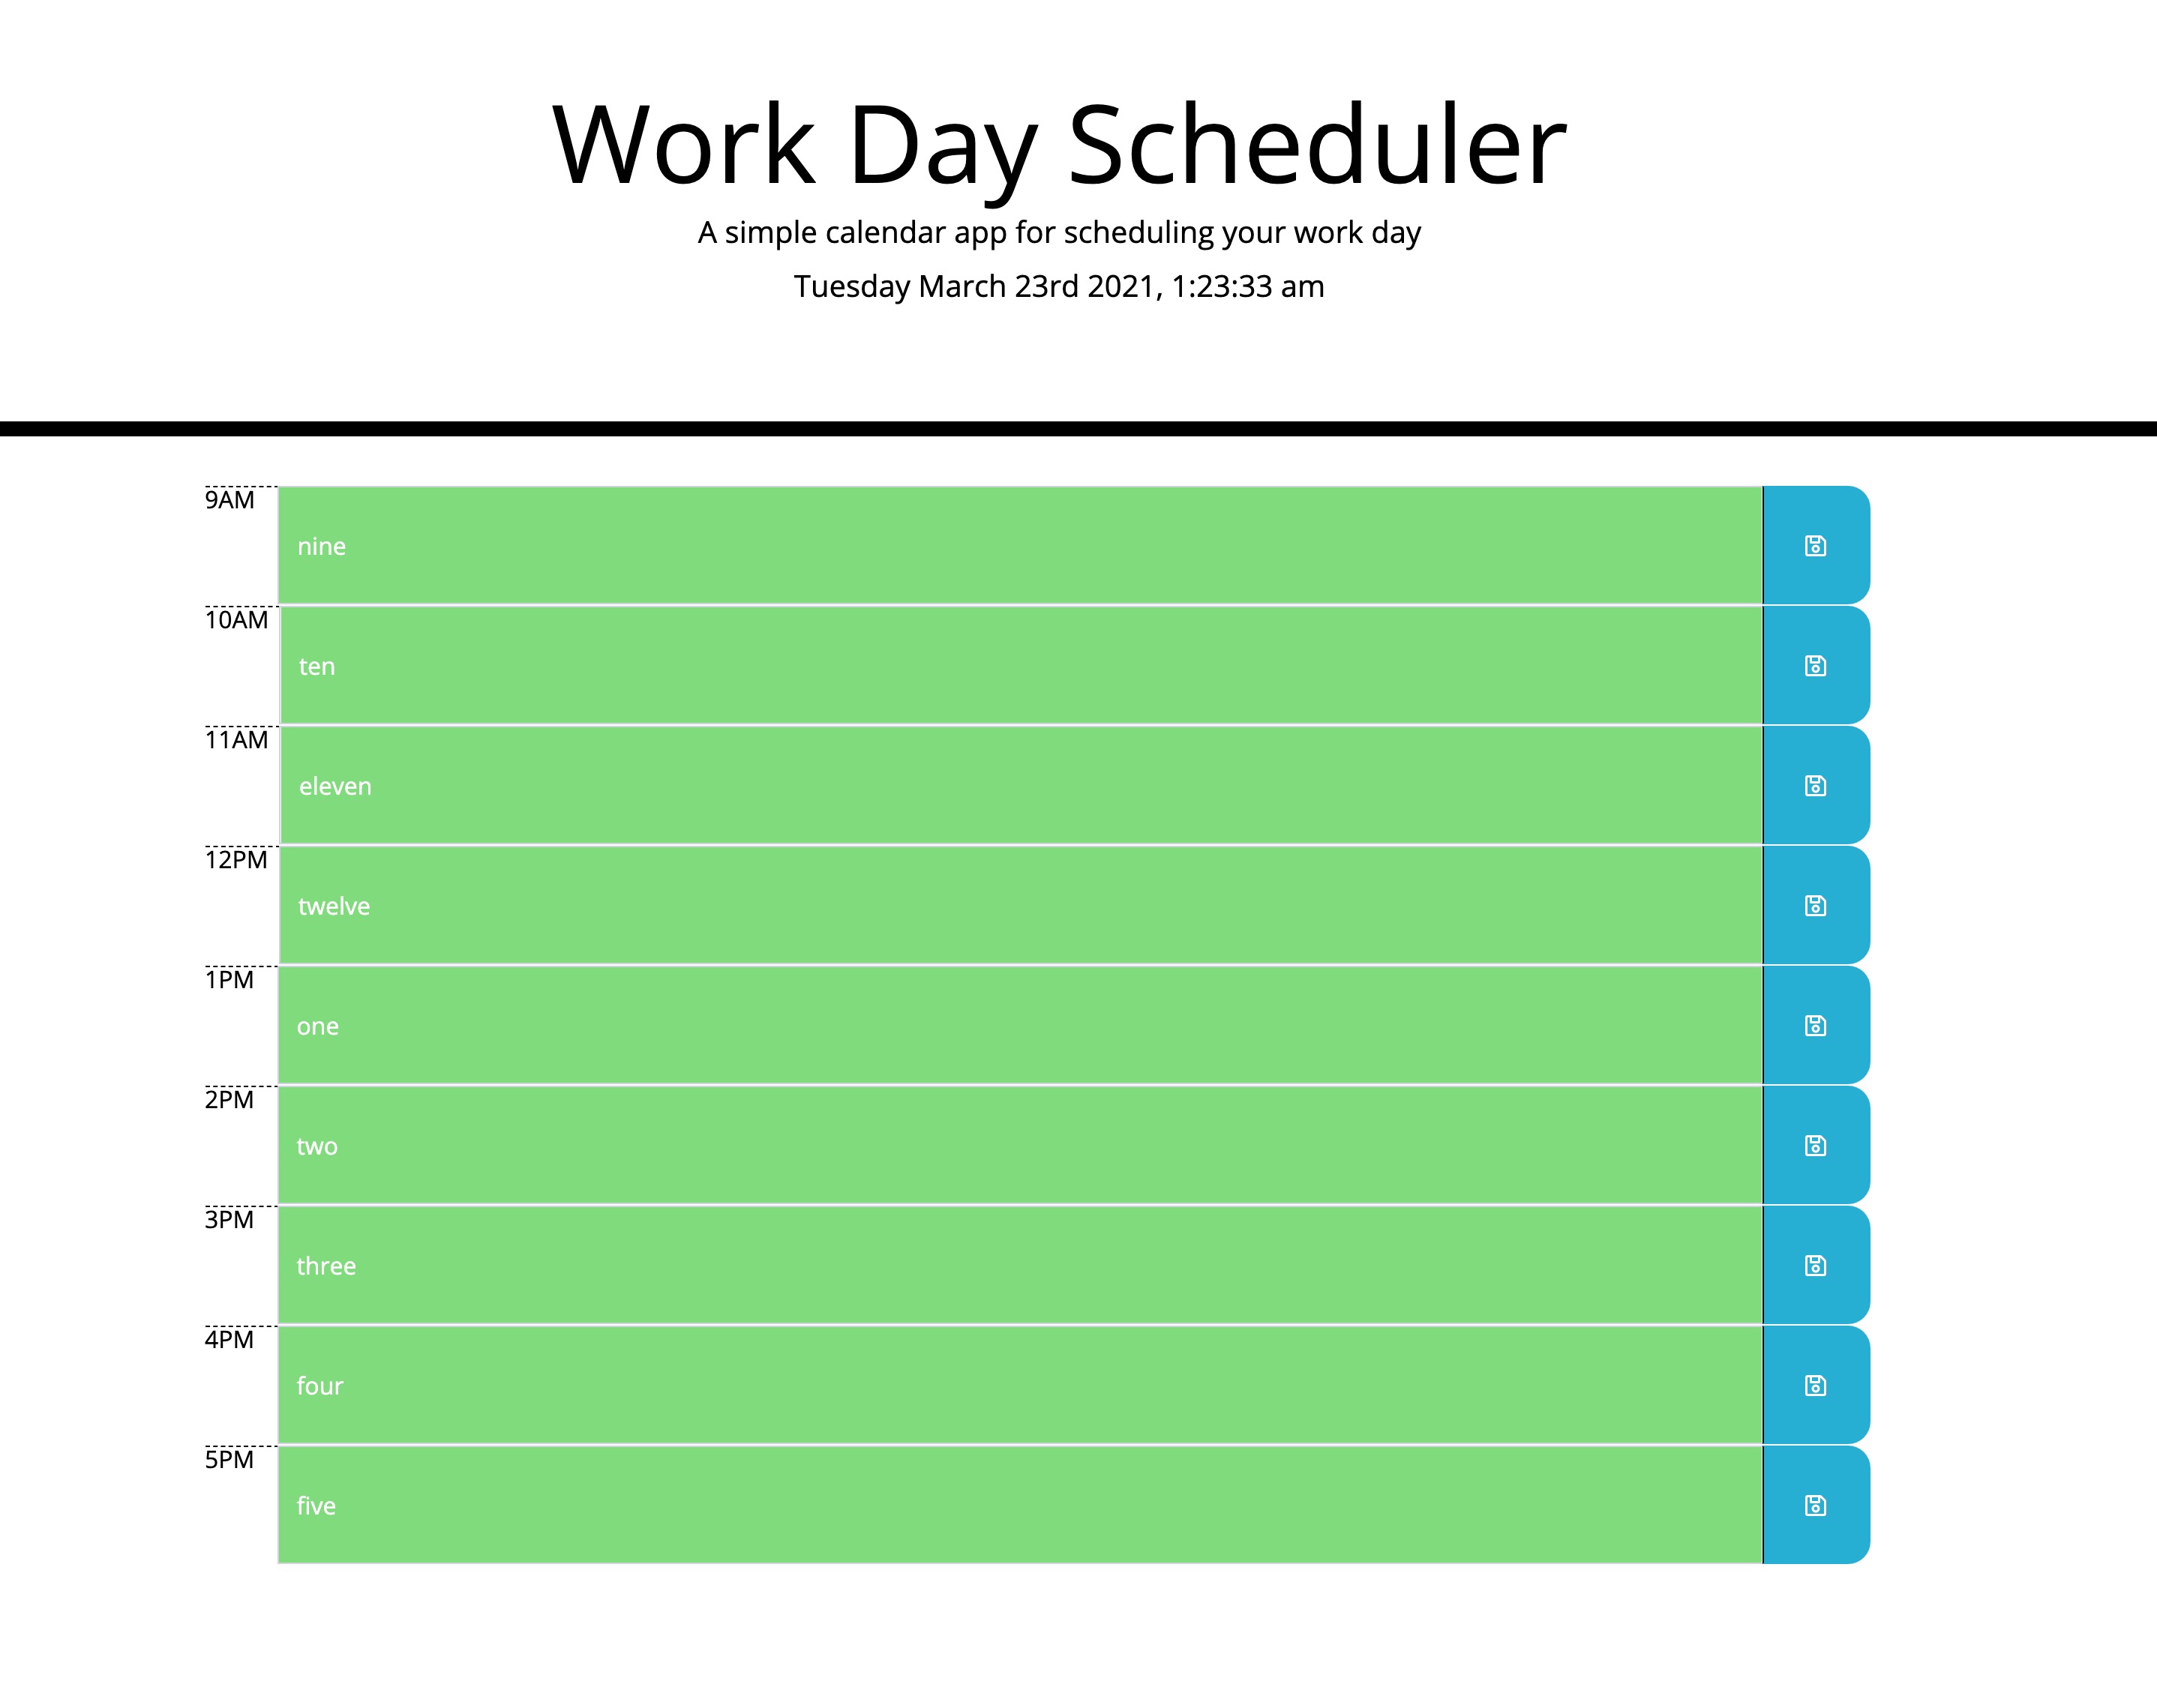 Work Day Scheduler
A simple calendar app for scheduling your work day
Tuesday March 23rd 2021, 1:23:33 am
9AM
nine
10AM
ten
11AM
eleven
12PM
twelve
1PM
one
2PM
two
3PM
three
4PM
four
5PM
five